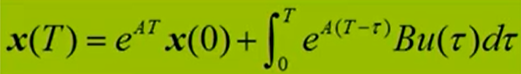 x(T) = e^{AT} x(0) + ∫_0^T e^{A(T-τ)} Bu(τ)dτ